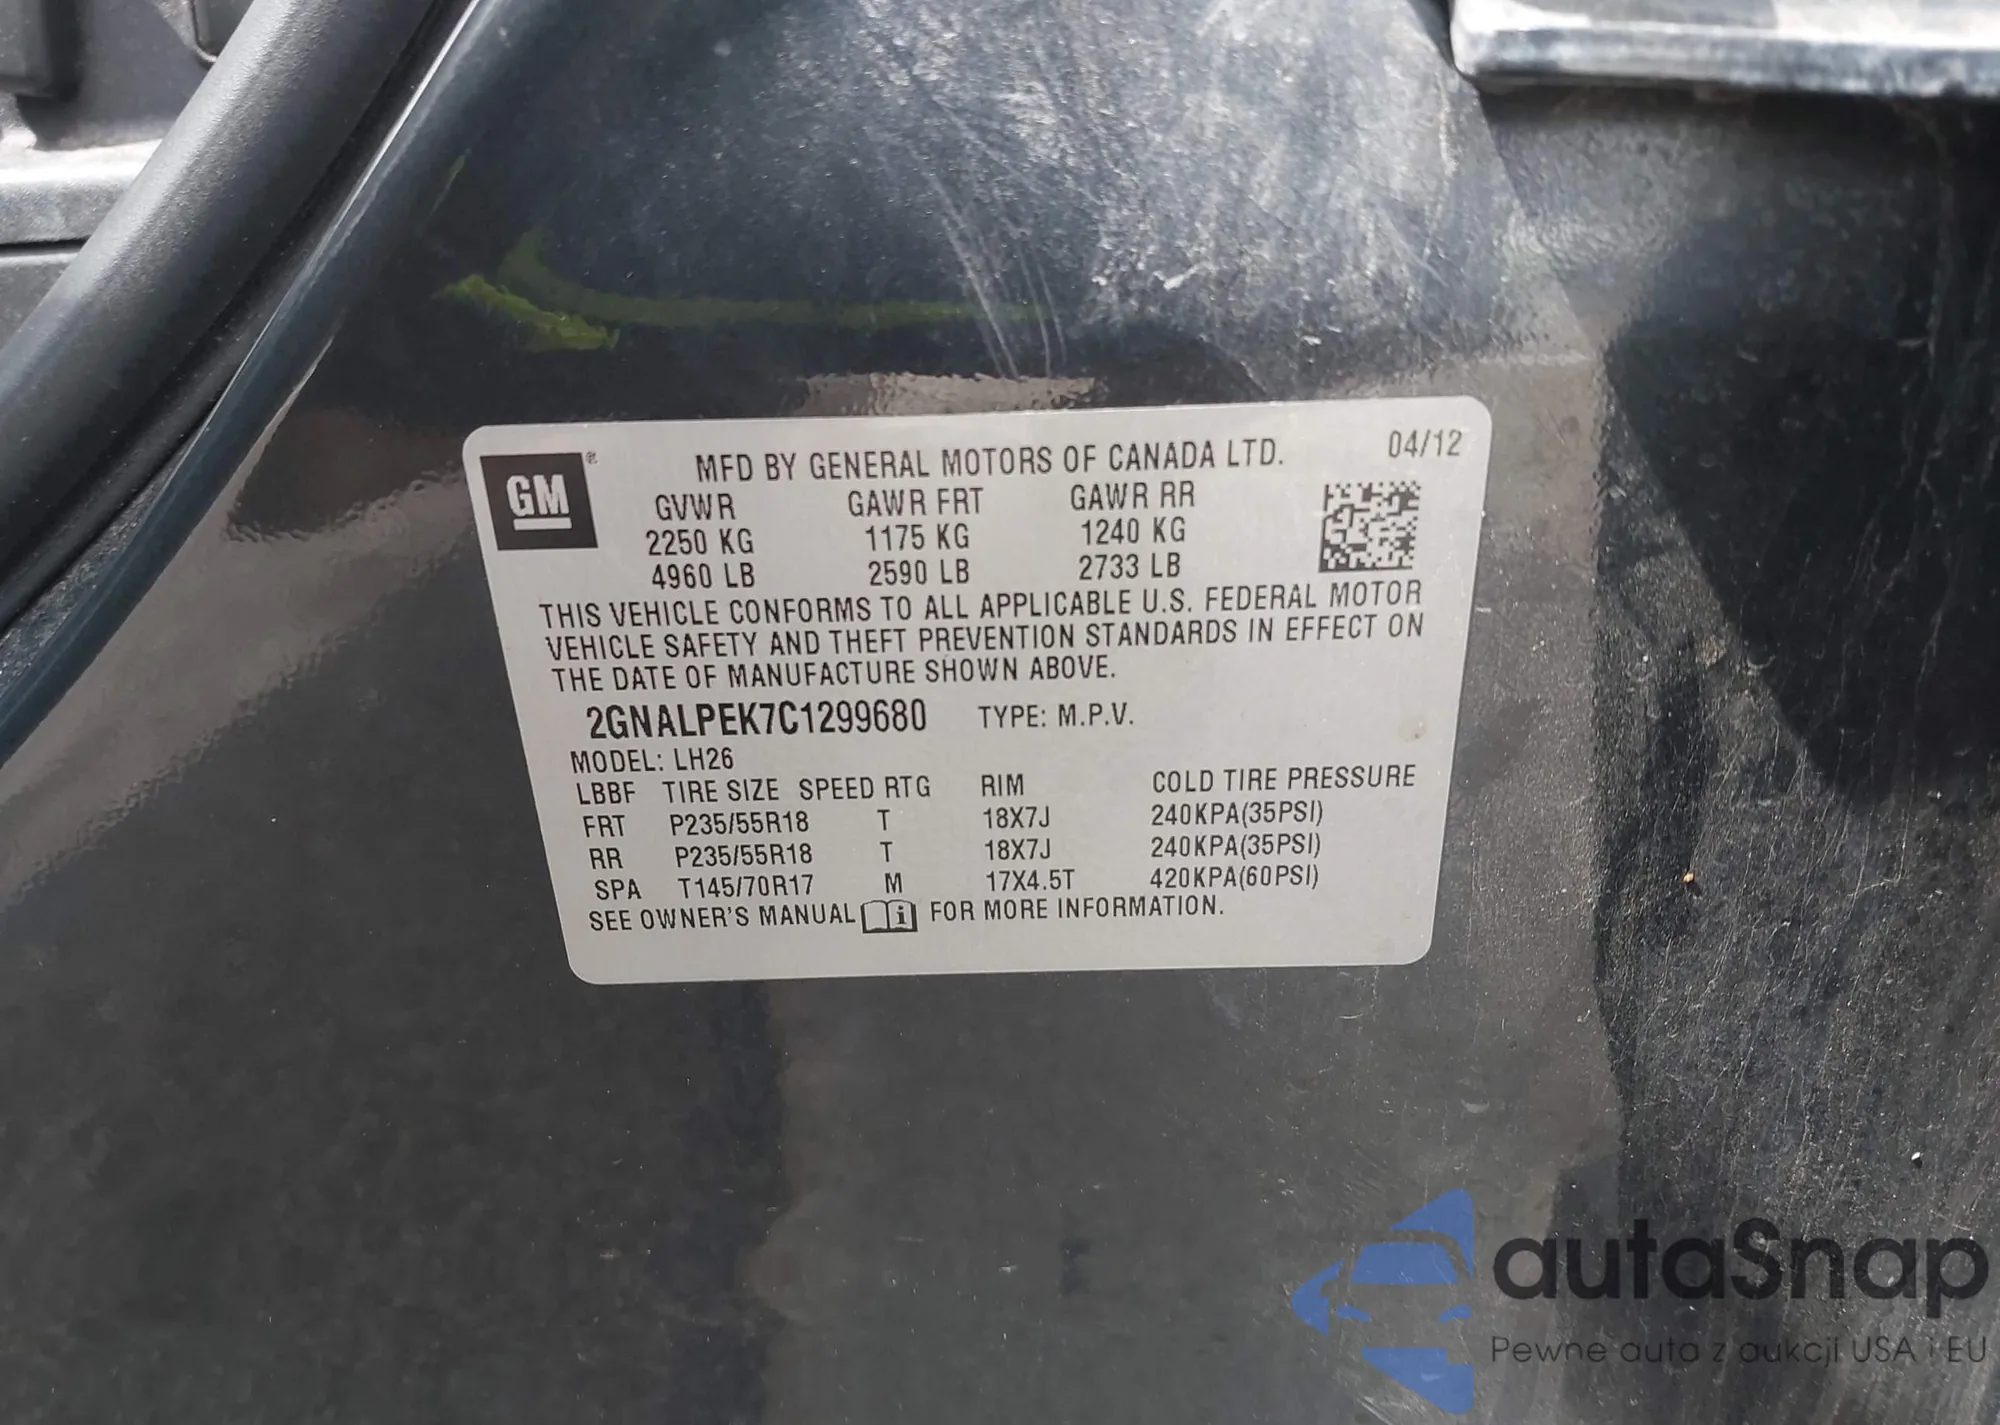 GM ® MFD BY GENERAL MOTORS OF CANADA LTD. 04/12
GVWR GAWR FRT GAWR RR
2250 KG 1175 KG 1240 KG
4960 LB 2590 LB 2733 LB
THIS VEHICLE CONFORMS TO ALL APPLICABLE U.S. FEDERAL MOTOR
VEHICLE SAFETY AND THEFT PREVENTION STANDARDS IN EFFECT ON
THE DATE OF MANUFACTURE SHOWN ABOVE.
2GNALPEK7C1299680 TYPE: M.P.V.
MODEL: LH26
LBBF TIRE SIZE SPEED RTG RIM COLD TIRE PRESSURE
FRT P235/55R18 T 18X7J 240KPA(35PSI)
RR P235/55R18 T 18X7J 240KPA(35PSI)
SPA T145/70R17 M 17X4.5T 420KPA(60PSI)
SEE OWNER'S MANUAL i FOR MORE INFORMATION.
autaSnap
Pewne auta z aukcji USA i EU